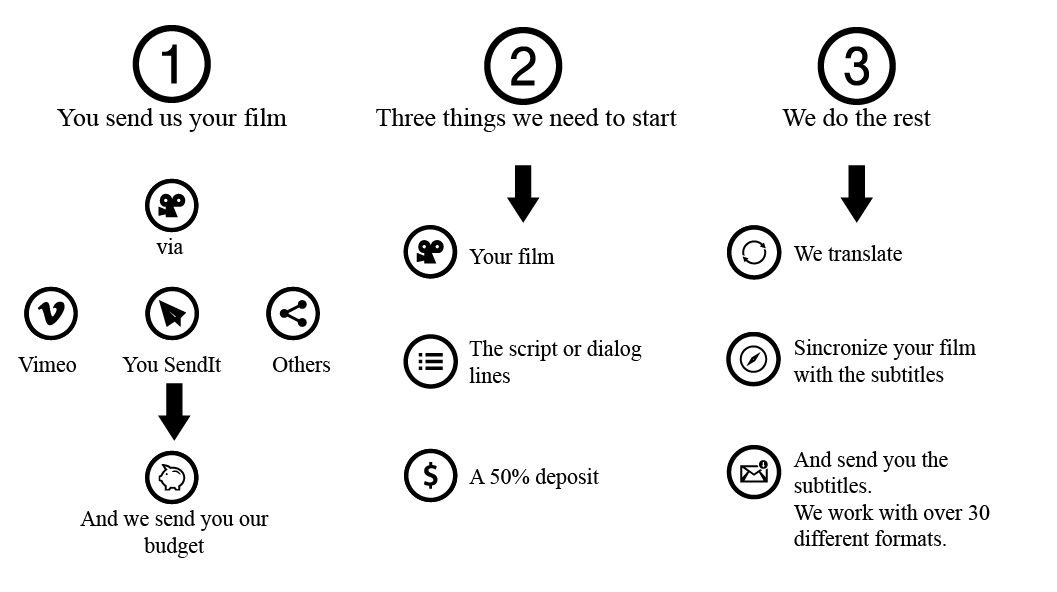 1
You send us your film
via
Vimeo
You SendIt
Others
And we send you our
budget
2
Three things we need to start
Your film
The script or dialog
lines
$
A 50% deposit
3
We do the rest
We translate
Sincronize your film
with the subtitles
And send you the
subtitles.
We work with over 30
different formats.